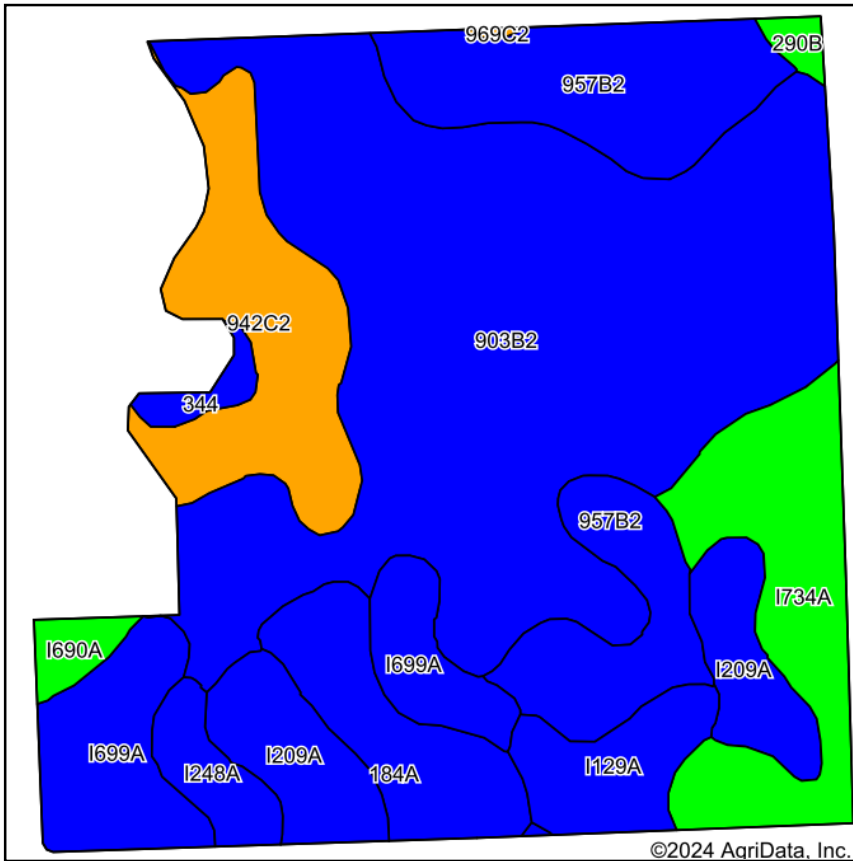 969C2
290B
957B2
942C2
903B2
344
957B2
I734A
I690A
I699A
I209A
I699A
I248A
I209A
184A
I129A
©2024 AgriData, Inc.